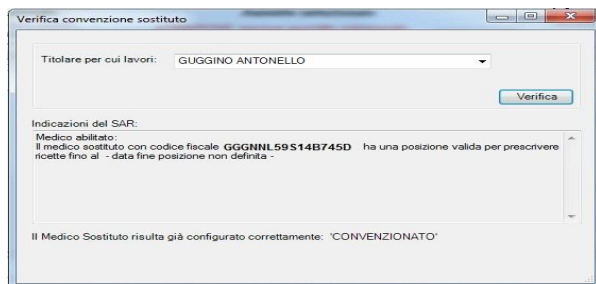 Verifica convenzione sostituto
Titolare per cui lavori: GUGGINO ANTONELLO
Verifica
Indicazioni del SAR:
Medico abilitato:
Il medico sostituto con codice fiscale GGGNNL59S14B745D ha una posizione valida per prescrivere
ricette fino al - data fine posizione non definita -
Il Medico Sostituto risulta già configurato correttamente: 'CONVENZIONATO'